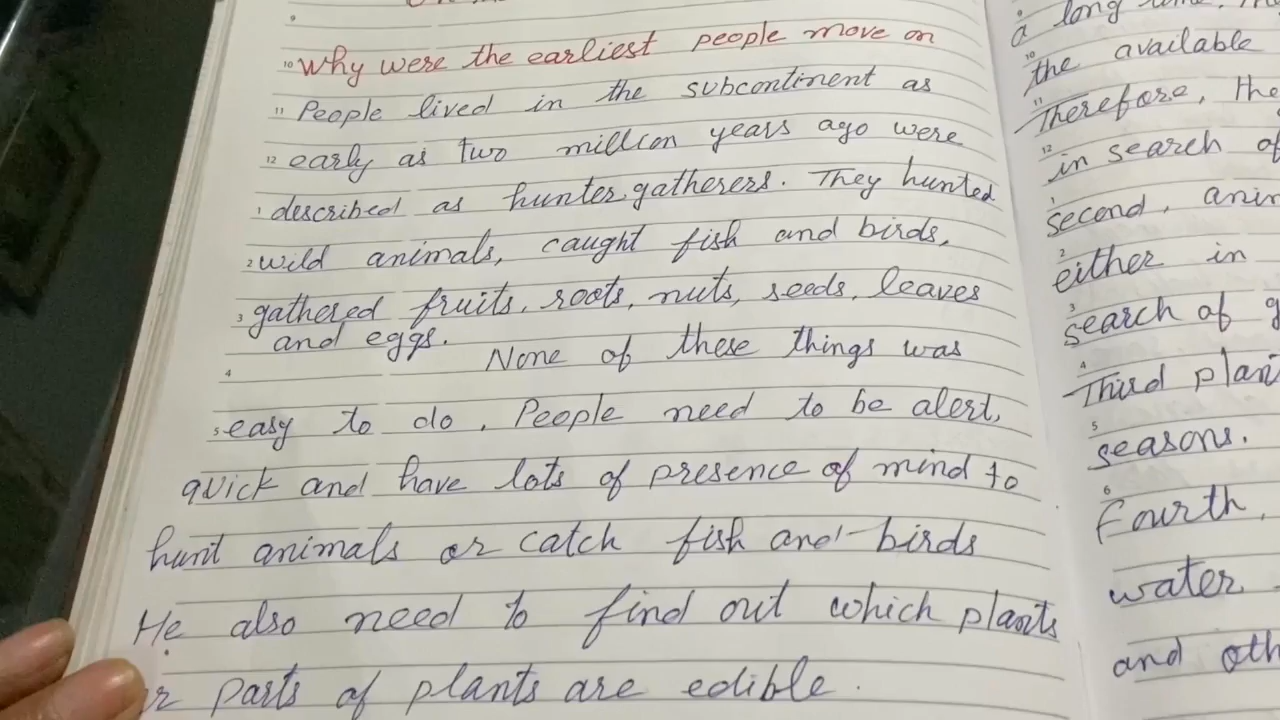 Why were the earliest people move on
People lived in the subcontinent as
early as two million years ago were
described as hunter gatherers. They hunted
wild animals, caught fish and birds,
gathered fruits, roots, nuts, seeds, leaves
and eggs. None of these things was
easy to do. People need to be alert,
quick and have lots of presence of mind to
hunt animals or catch fish and birds
He also need to find out which plants
parts of plants are edible.
a long
the available
Therefore, the
in search of
second,
either in
search of
Third
seasons.
Fourth,
water
and